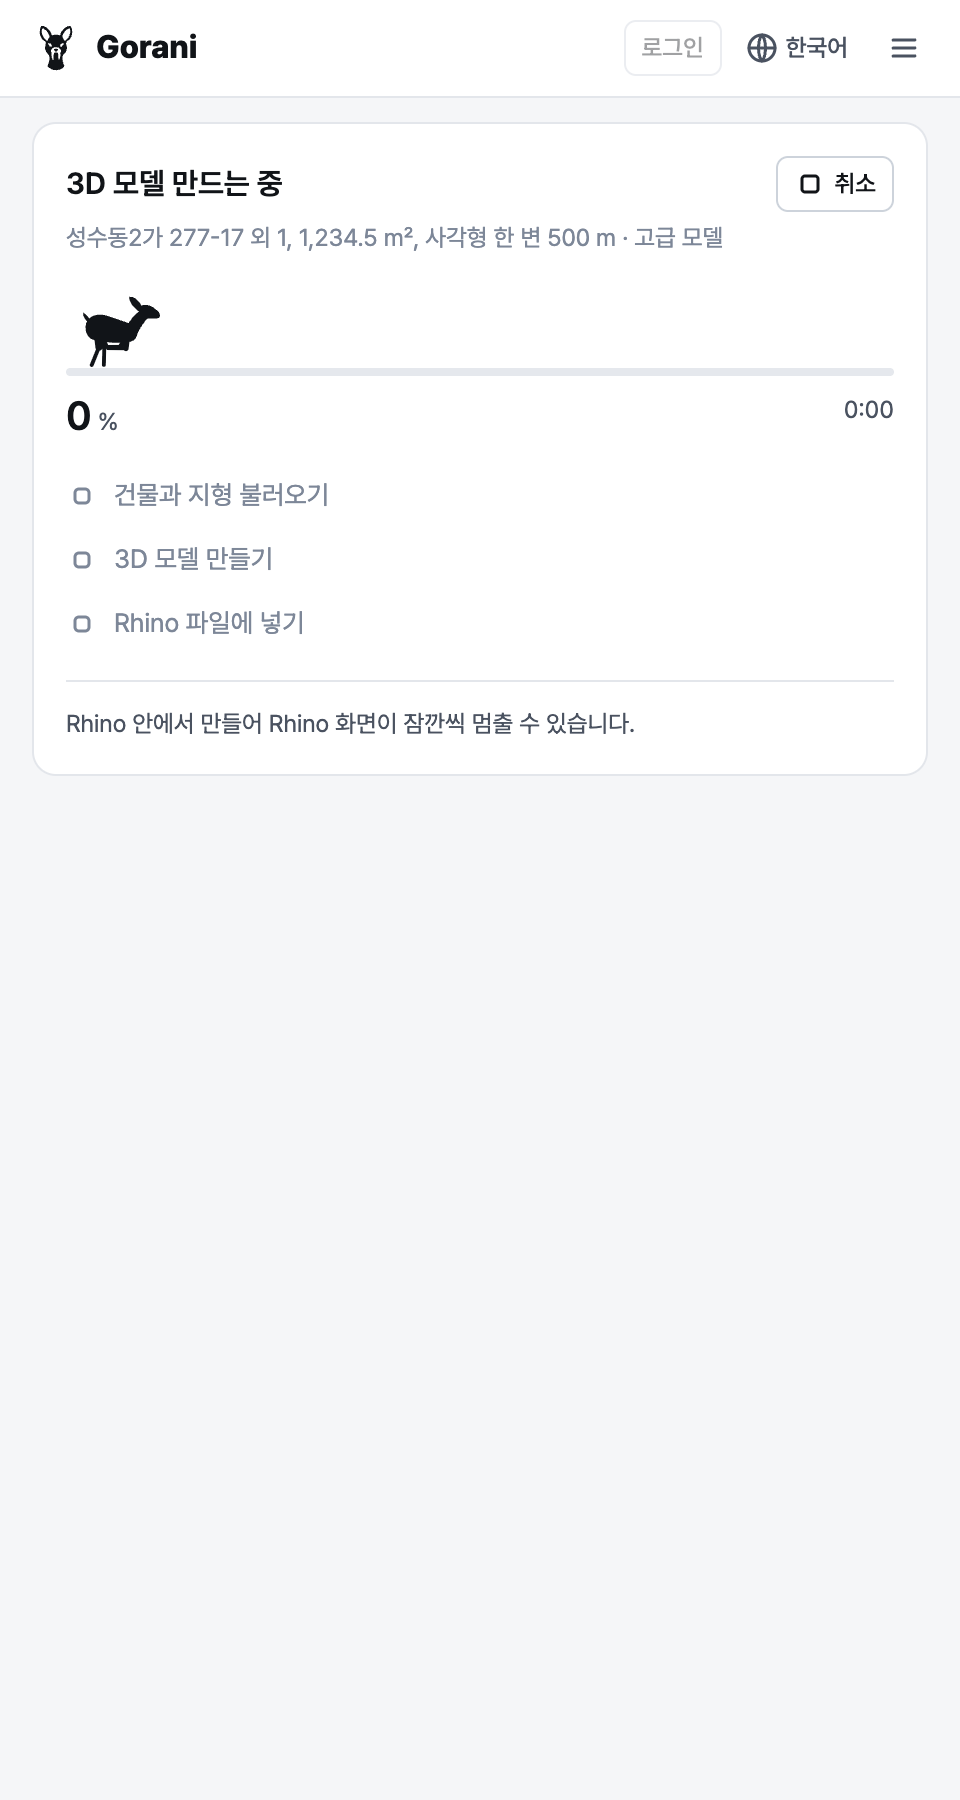 Gorani
로그인
한국어
3D 모델 만드는 중
취소
성수동2가 277-17 외 1, 1,234.5 m², 사각형 한 변 500 m · 고급 모델
0 %
0:00
건물과 지형 불러오기
3D 모델 만들기
Rhino 파일에 넣기
Rhino 안에서 만들어 Rhino 화면이 잠깐씩 멈출 수 있습니다.